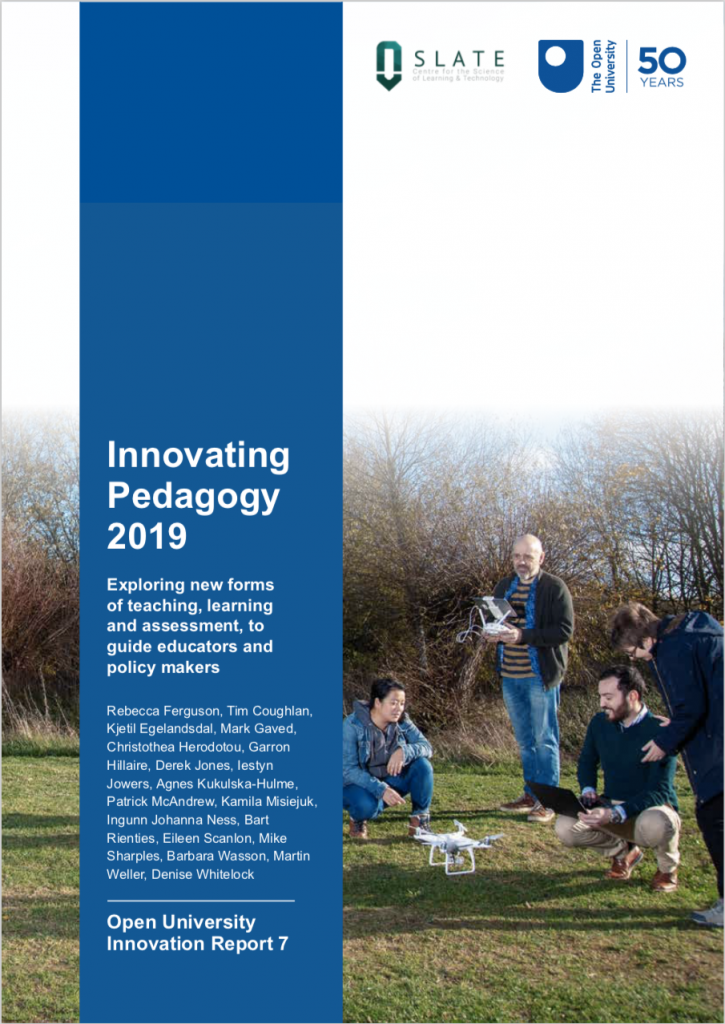 SLATE
Centre for the Science
of Learning & Technology
The Open
University
50
YEARS
Innovating
Pedagogy
2019
Exploring new forms
of teaching, learning
and assessment, to
guide educators and
policy makers
Rebecca Ferguson, Tim Coughlan,
Kjetil Egelandsdal, Mark Gaved,
Christothea Herodotou, Garron
Hillaire, Derek Jones, Iestyn
Jowers, Agnes Kukulska-Hulme,
Patrick McAndrew, Kamila Misiejuk,
Ingunn Johanna Ness, Bart
Rienties, Eileen Scanlon, Mike
Sharples, Barbara Wasson, Martin
Weller, Denise Whitelock
Open University
Innovation Report 7